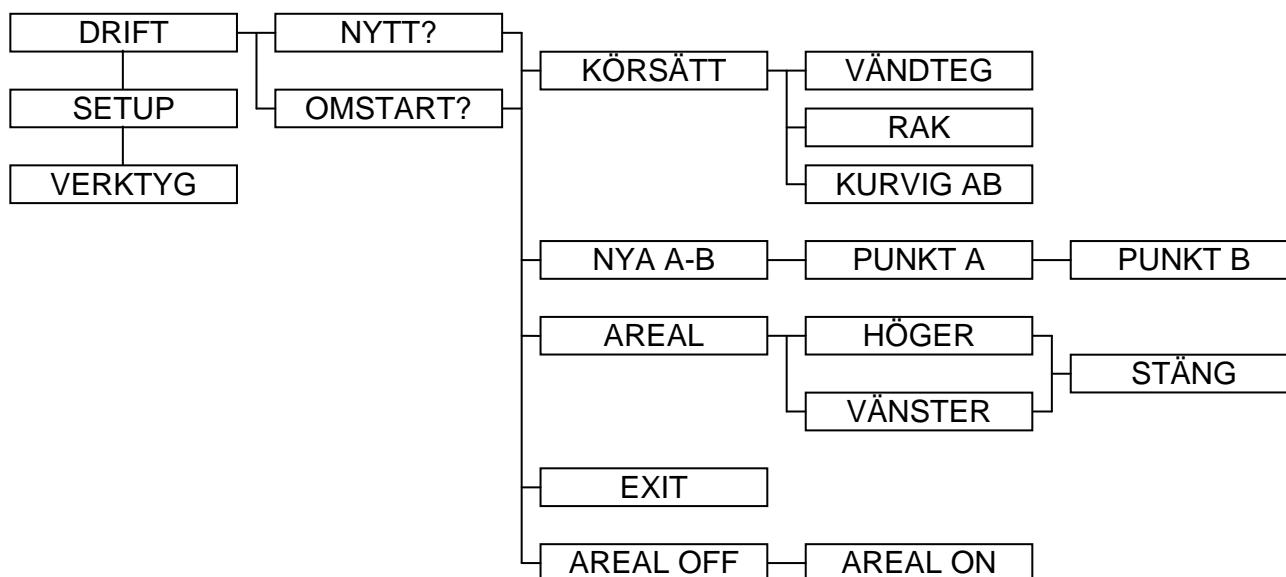 DRIFT
NYTT?
KÖRSÄTT
VÄNDTEG
SETUP
OMSTART?
RAK
VERKTYG
KURVIG AB
NYA A-B
PUNKT A
PUNKT B
AREAL
HÖGER
STÄNG
VÄNSTER
EXIT
AREAL OFF
AREAL ON